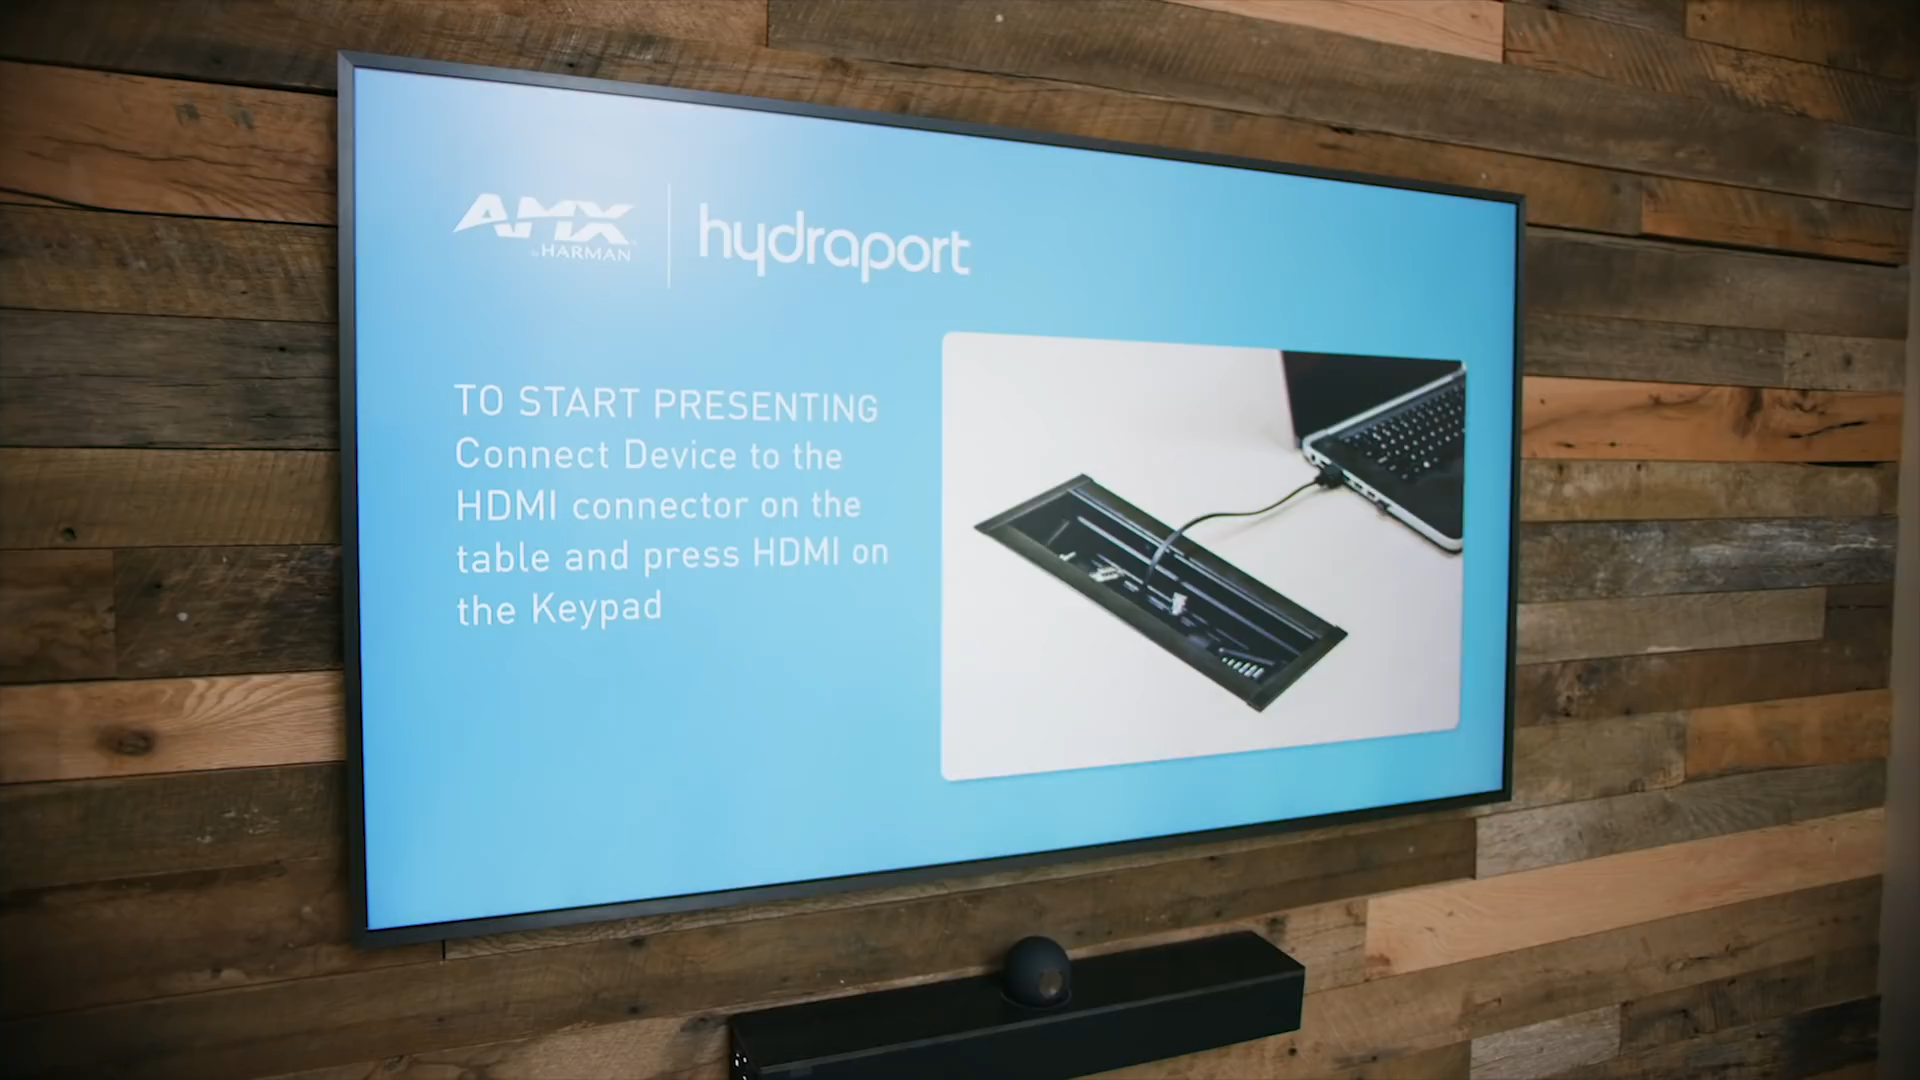 AMX
by HARMAN
hydraport
TO START PRESENTING
Connect Device to the
HDMI connector on the
table and press HDMI on
the Keypad